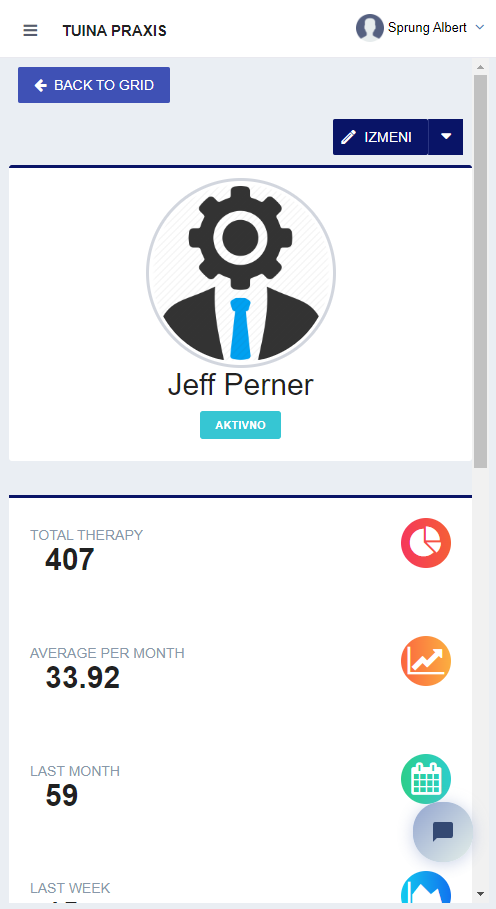 TUINA PRAXIS
Sprung Albert
BACK TO GRID
IZMENI
Jeff Perner
AKTIVNO
TOTAL THERAPY
407
AVERAGE PER MONTH
33.92
LAST MONTH
59
LAST WEEK